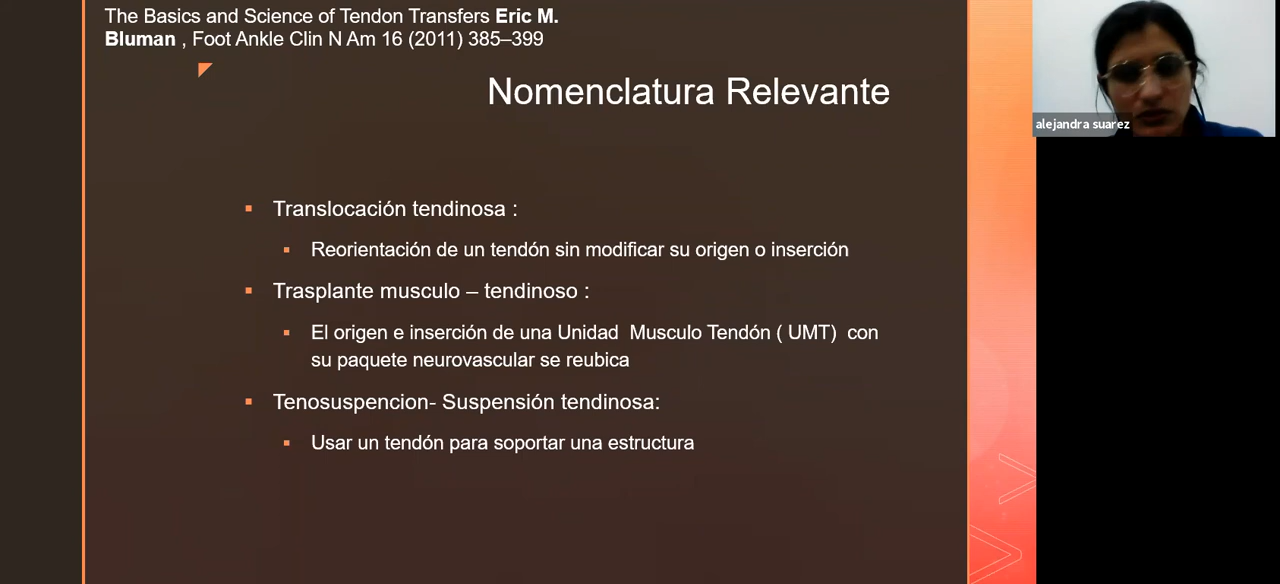 The Basics and Science of Tendon Transfers Eric M.
Bluman , Foot Ankle Clin N Am 16 (2011) 385–399
Nomenclatura Relevante
alejandra suarez
Translocación tendinosa :
Reorientación de un tendón sin modificar su origen o inserción
Trasplante musculo – tendinoso :
El origen e inserción de una Unidad Musculo Tendón ( UMT) con
su paquete neurovascular se reubica
Tenosuspencion- Suspensión tendinosa:
Usar un tendón para soportar una estructura